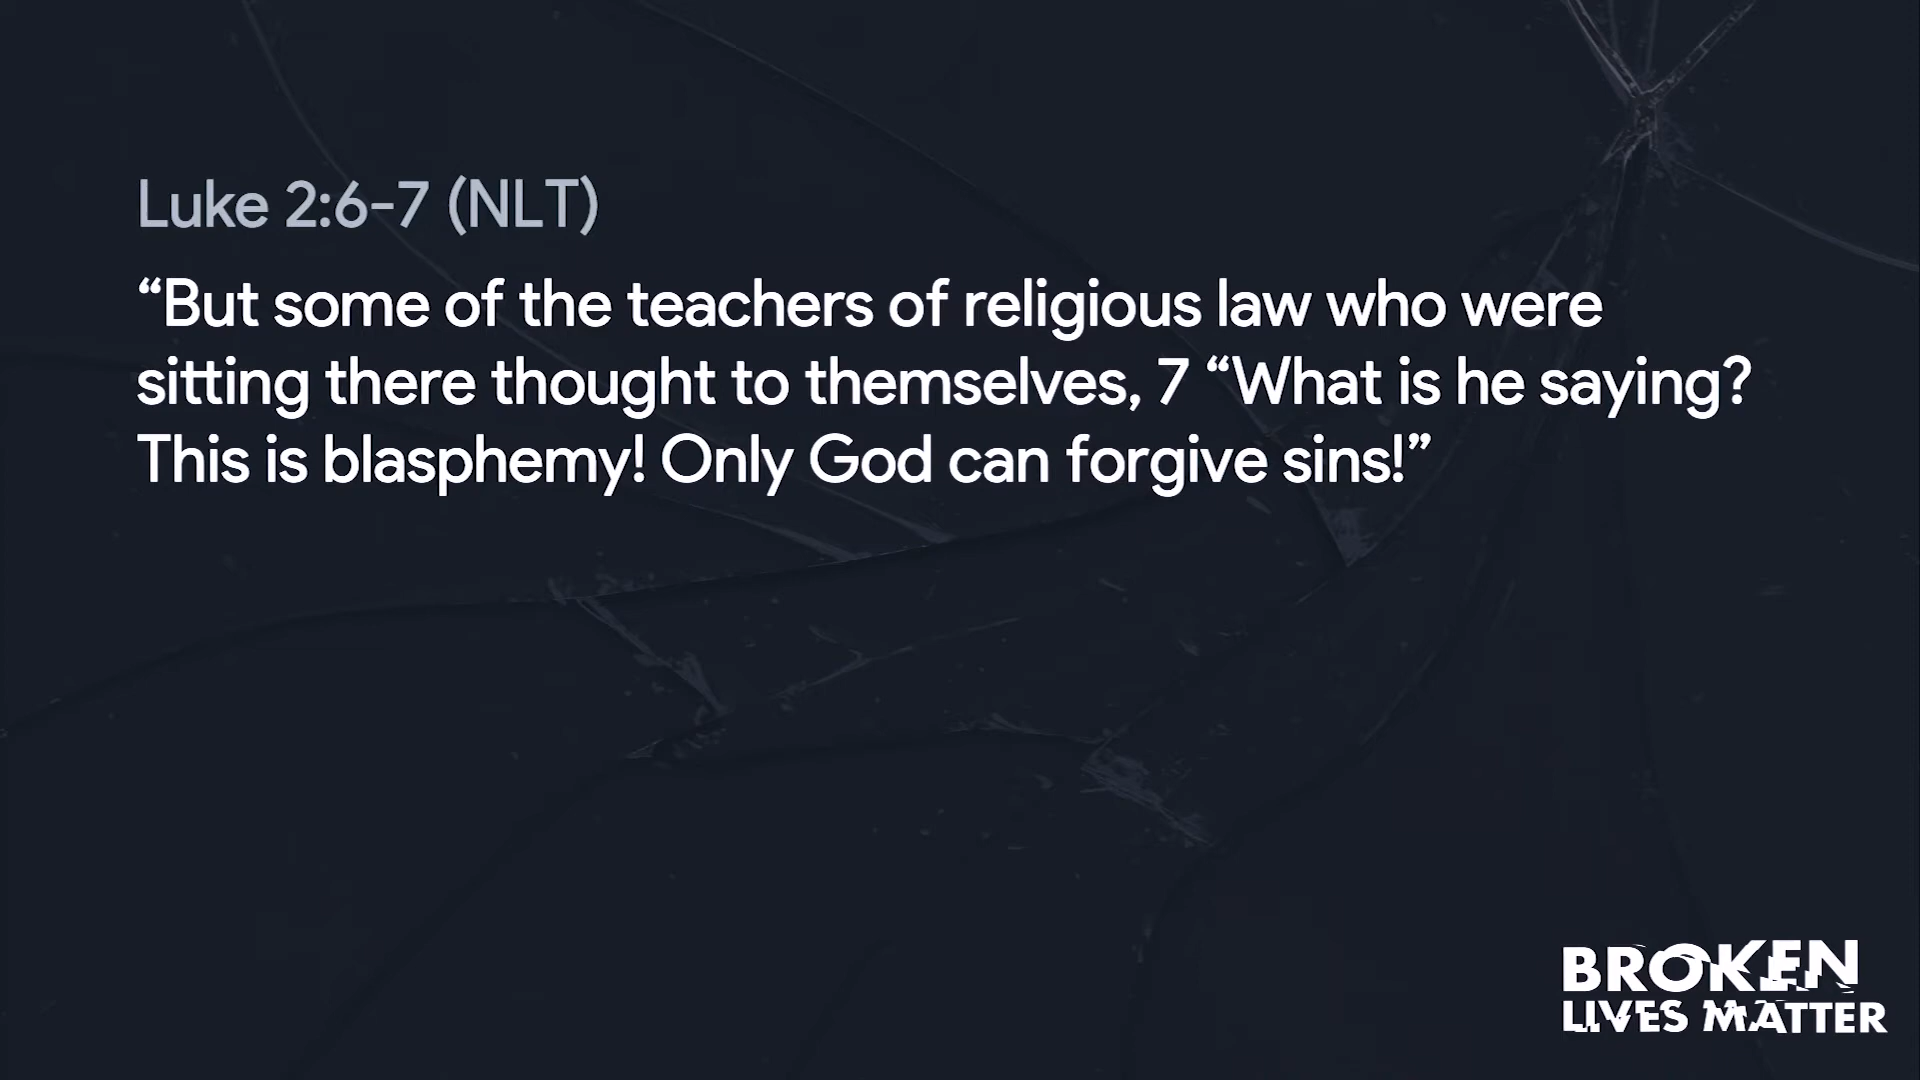 Luke 2:6-7 (NLT)
“But some of the teachers of religious law who were
sitting there thought to themselves, 7 “What is he saying?
This is blasphemy! Only God can forgive sins!”
BROKEN
LIVES MATTER